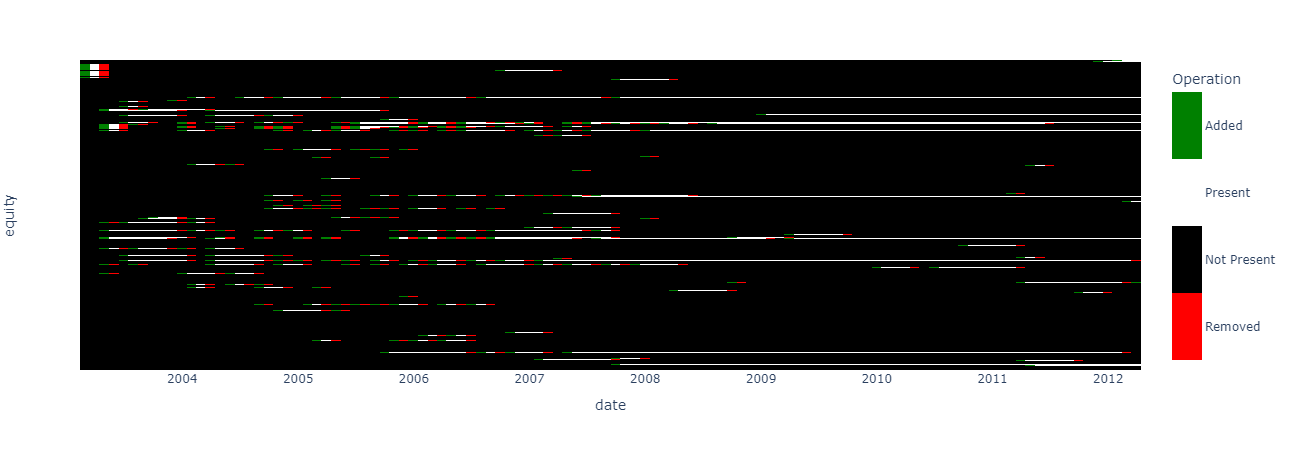 Operation
Added
Present
Not Present
Removed
equity
2004 2005 2006 2007 2008 2009 2010 2011 2012
date